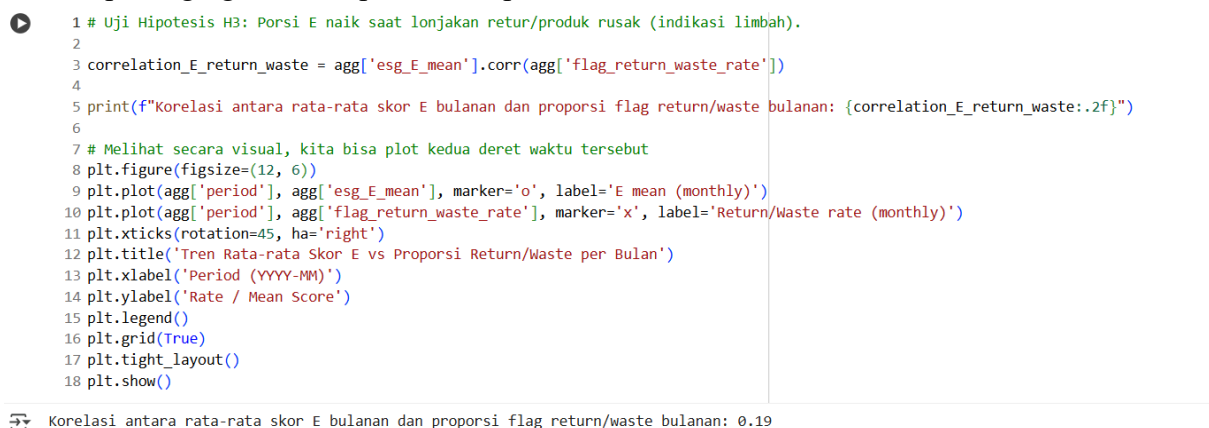 1 # Uji Hipotesis H3: Porsi E naik saat lonjakan retur/produk rusak (indikasi limbah).
2
3 correlation_E_return_waste = agg['esg_E_mean'].corr(agg['flag_return_waste_rate'])
4
5 print(f"Korelasi antara rata-rata skor E bulanan dan proporsi flag return/waste bulanan: {correlation_E_return_waste:.2f}")
6
7 # Melihat secara visual, kita bisa plot kedua deret waktu tersebut
8 plt.figure(figsize=(12, 6))
9 plt.plot(agg['period'], agg['esg_E_mean'], marker='o', label='E mean (monthly)')
10 plt.plot(agg['period'], agg['flag_return_waste_rate'], marker='x', label='Return/Waste rate (monthly)')
11 plt.xticks(rotation=45, ha='right')
12 plt.title('Tren Rata-rata Skor E vs Proporsi Return/Waste per Bulan')
13 plt.xlabel('Period (YYYY-MM)')
14 plt.ylabel('Rate / Mean Score')
15 plt.legend()
16 plt.grid(True)
17 plt.tight_layout()
18 plt.show()
Korelasi antara rata-rata skor E bulanan dan proporsi flag return/waste bulanan: 0.19